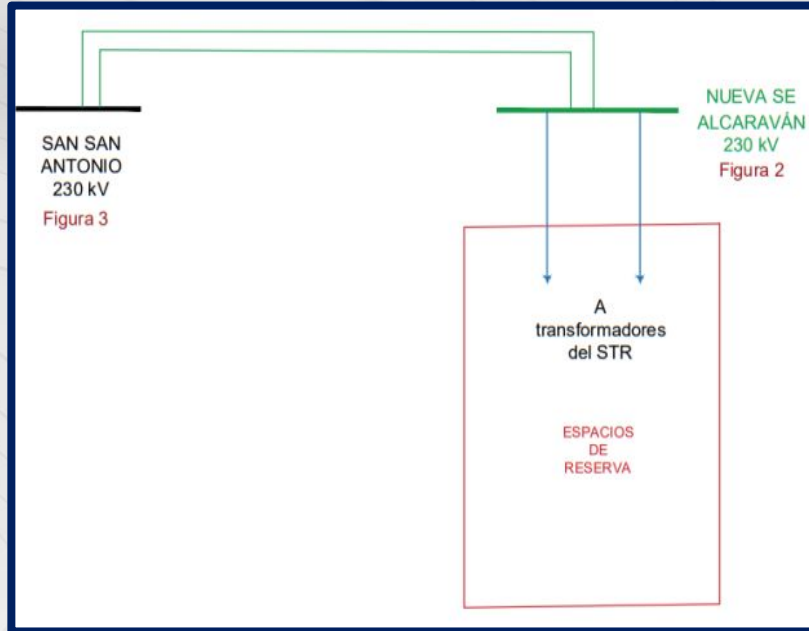 SAN SAN
ANTONIO
230 kV
Figura 3
NUEVA SE
ALCARAVÁN
230 kV
Figura 2
A
transformadores
del STR
ESPACIOS
DE
RESERVA